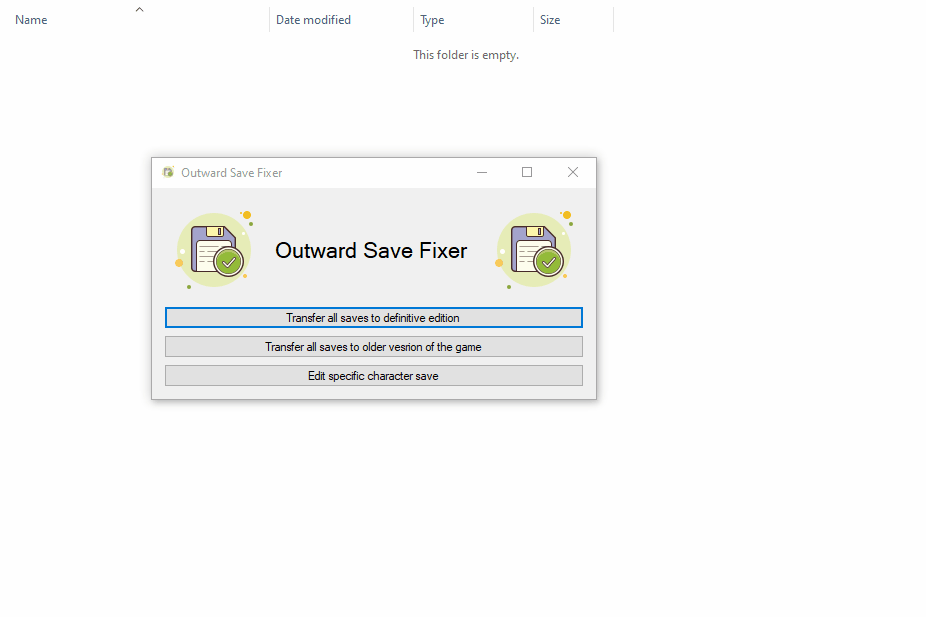 Name Date modified Type Size
This folder is empty.
Outward Save Fixer
Outward Save Fixer
Transfer all saves to definitive edition
Transfer all saves to older vesrion of the game
Edit specific character save